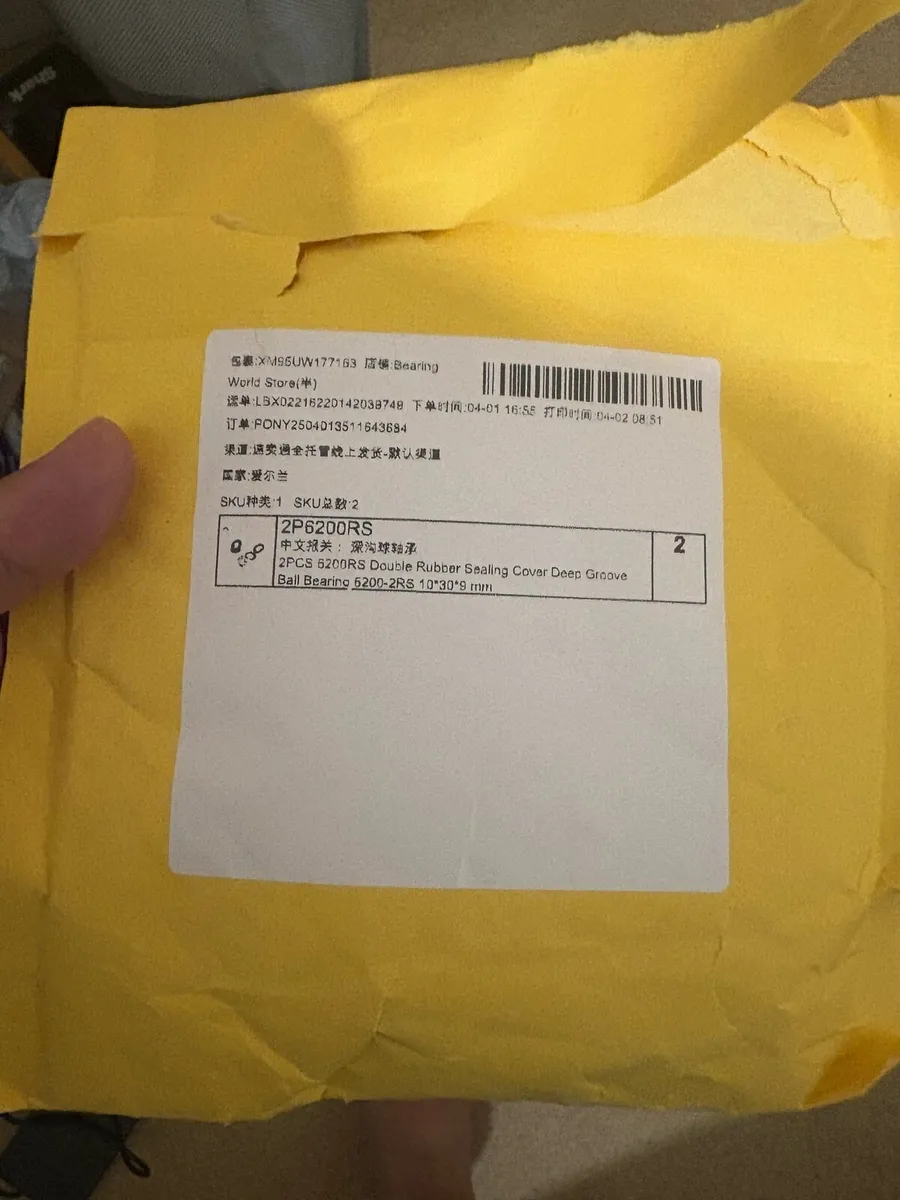 Shark
包裹:XM95UW177163 店铺:Bearing
World Store(半)
运单:LBX02216220142039749 下单时间:04-01 16:55 打印时间:04-02 08:51
订单:PONY2504013511643684
渠道:速卖通全托管线上发货-默认渠道
国家:爱尔兰
SKU种类:1 SKU总数:2
2P6200RS
中文报关: 深沟球轴承
2PCS 6200RS Double Rubber Sealing Cover Deep Groove
Ball Bearing 6200-2RS 10*30*9 mm
2